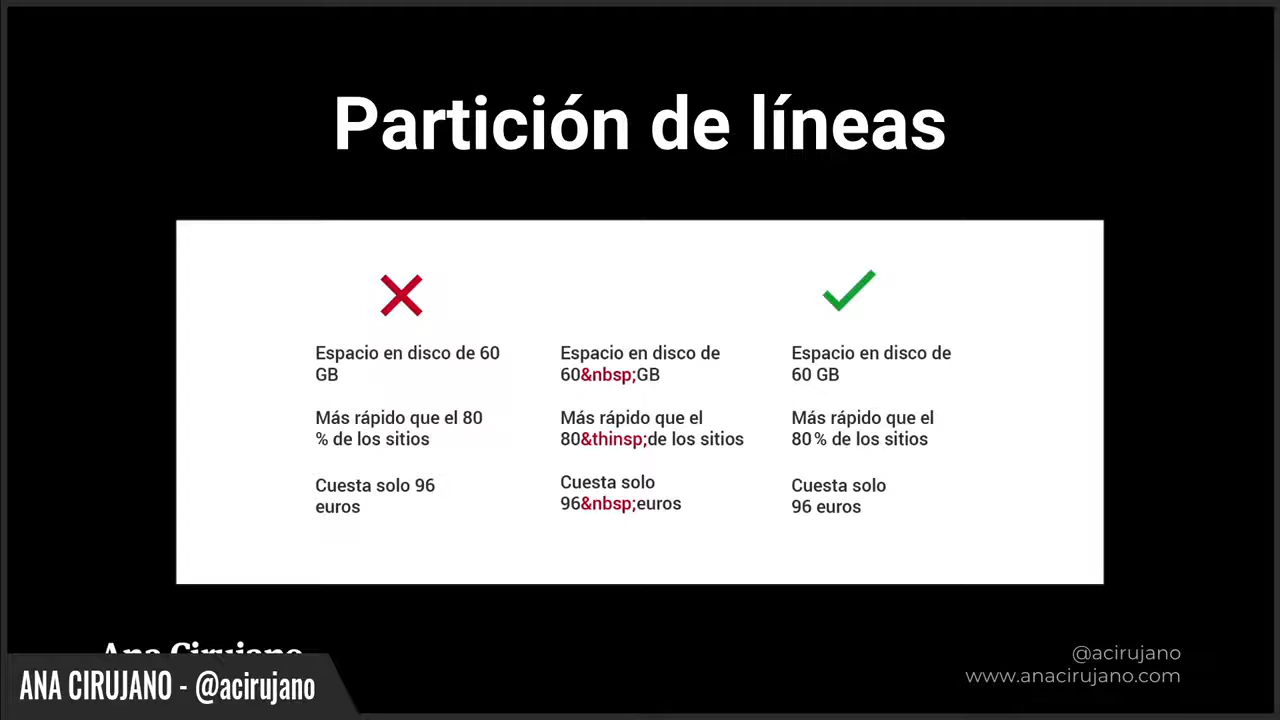 Partición de líneas
Espacio en disco de 60
GB
Más rápido que el 80
% de los sitios
Cuesta solo 96
euros
Espacio en disco de
60&nbsp;GB
Más rápido que el
80&thinsp;de los sitios
Cuesta solo
96&nbsp;euros
Espacio en disco de
60 GB
Más rápido que el
80 % de los sitios
Cuesta solo
96 euros
Ana Cirujano
ANA CIRUJANO - @acirujano
@acirujano
www.anacirujano.com